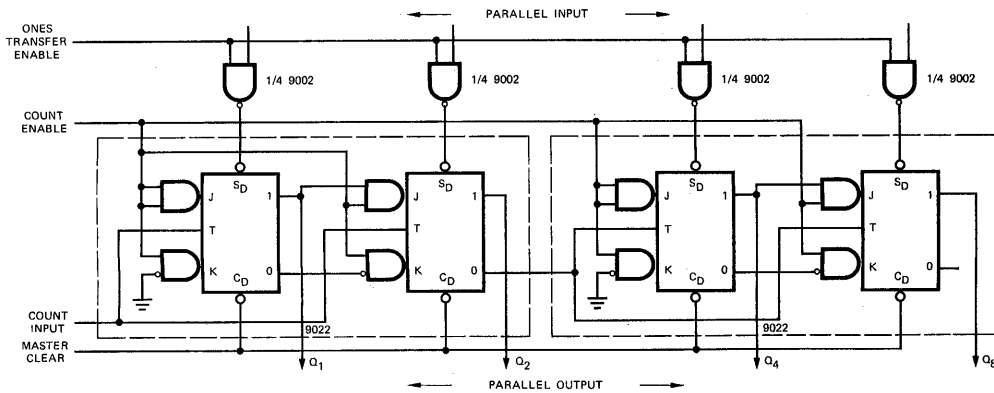 PARALLEL INPUT
ONES
TRANSFER
ENABLE
1/4 9002
1/4 9002
1/4 9002
1/4 9002
COUNT
ENABLE
SD
SD
SD
SD
J
1
J
1
J
1
J
1
T
T
T
T
K
CD
0
K
CD
0
K
CD
0
K
CD
0
COUNT
INPUT
9022
9022
MASTER
CLEAR
Q1
Q2
Q4
Q8
PARALLEL OUTPUT